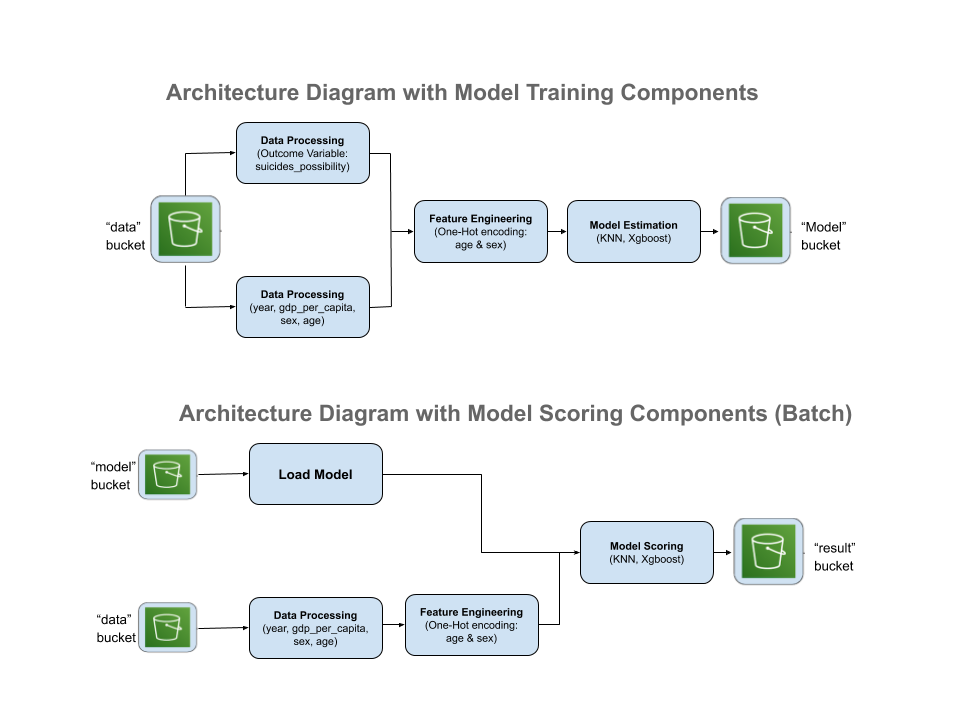 Architecture Diagram with Model Training Components
Data Processing
(Outcome Variable:
suicides_possibility)
“data”
bucket
Data Processing
(year, gdp_per_capita,
sex, age)
Feature Engineering
(One-Hot encoding:
age & sex)
Model Estimation
(KNN, Xgboost)
“Model”
bucket
Architecture Diagram with Model Scoring Components (Batch)
“model”
bucket
Load Model
“data”
bucket
Data Processing
(year, gdp_per_capita,
sex, age)
Feature Engineering
(One-Hot encoding:
age & sex)
Model Scoring
(KNN, Xgboost)
“result”
bucket